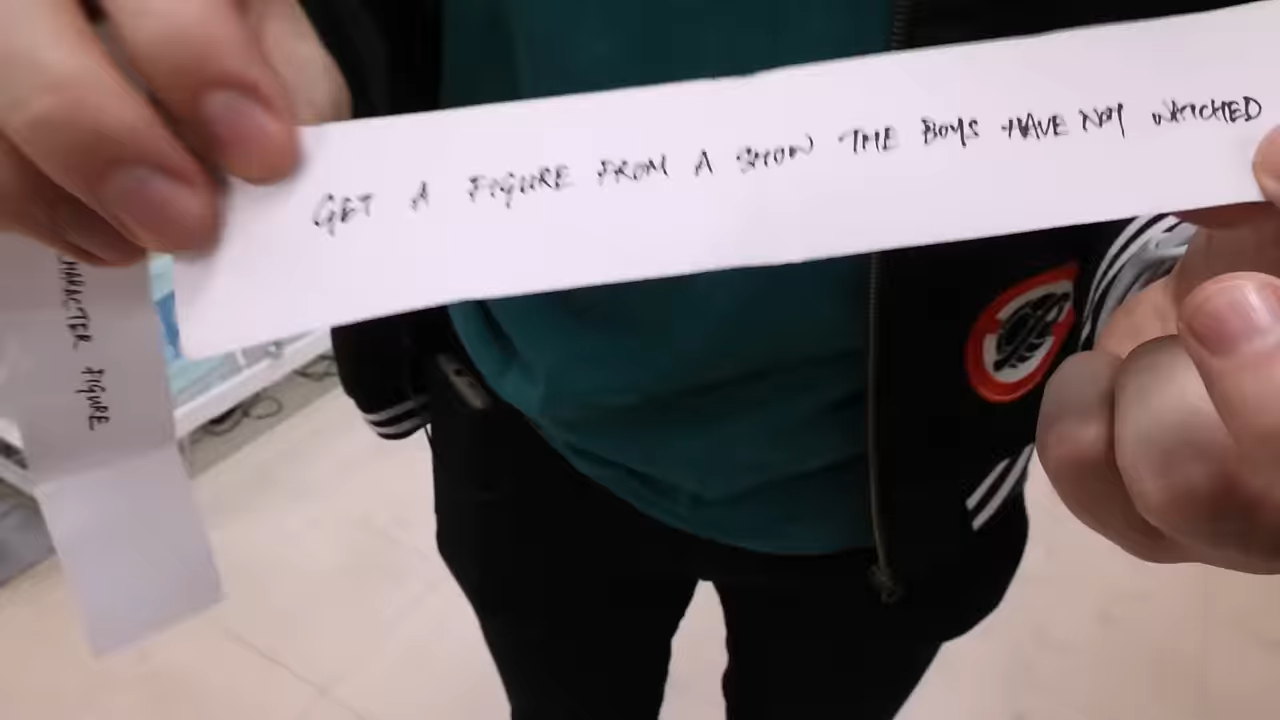 GET A FIGURE FROM A SHOW THE BOYS HAVE NOT WATCHED
HARACTER FIGURE